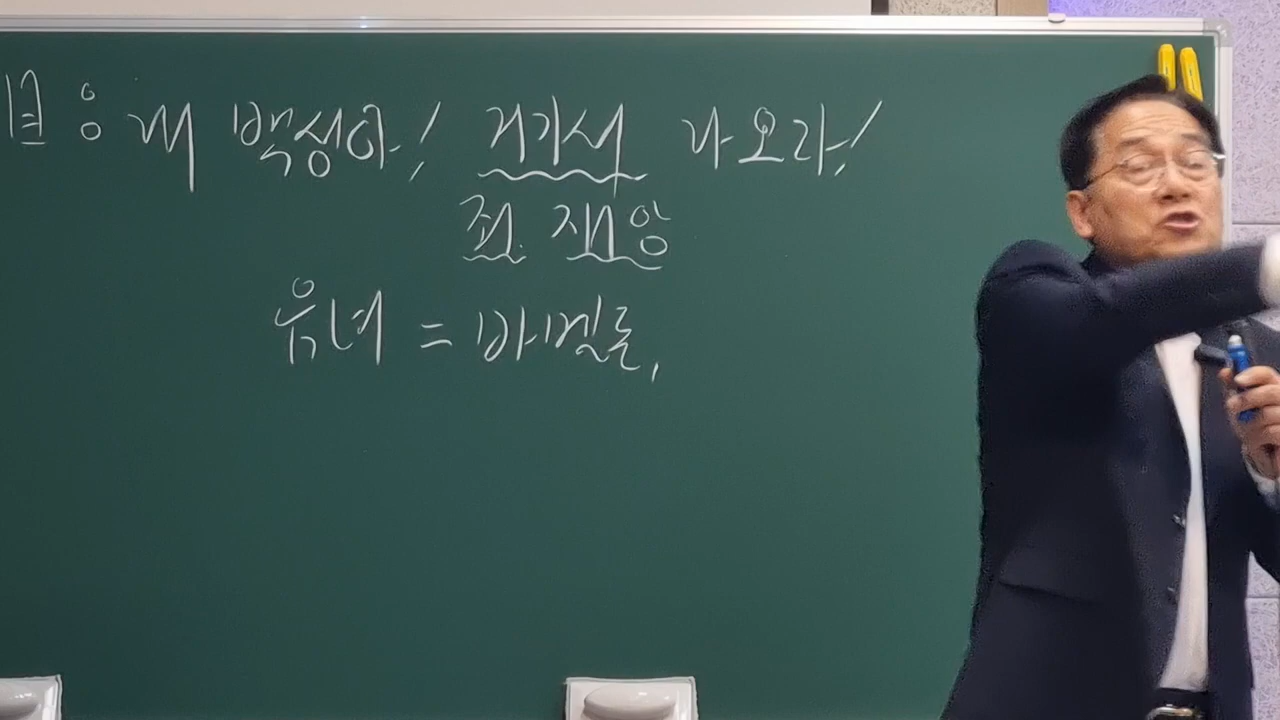 내 백성아! 거기서 나오라!
죄. 재앙
음녀 = 바벨론,